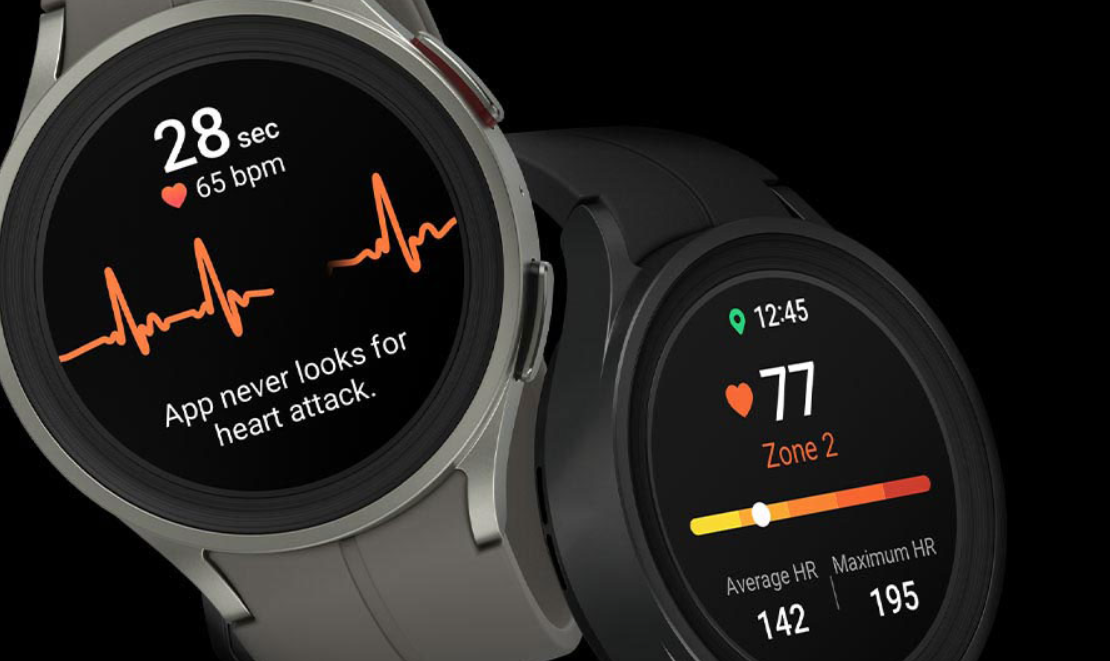 28 sec
65 bpm
App never looks for
heart attack.
12:45
77
Zone 2
Average HR
Maximum HR
142
195